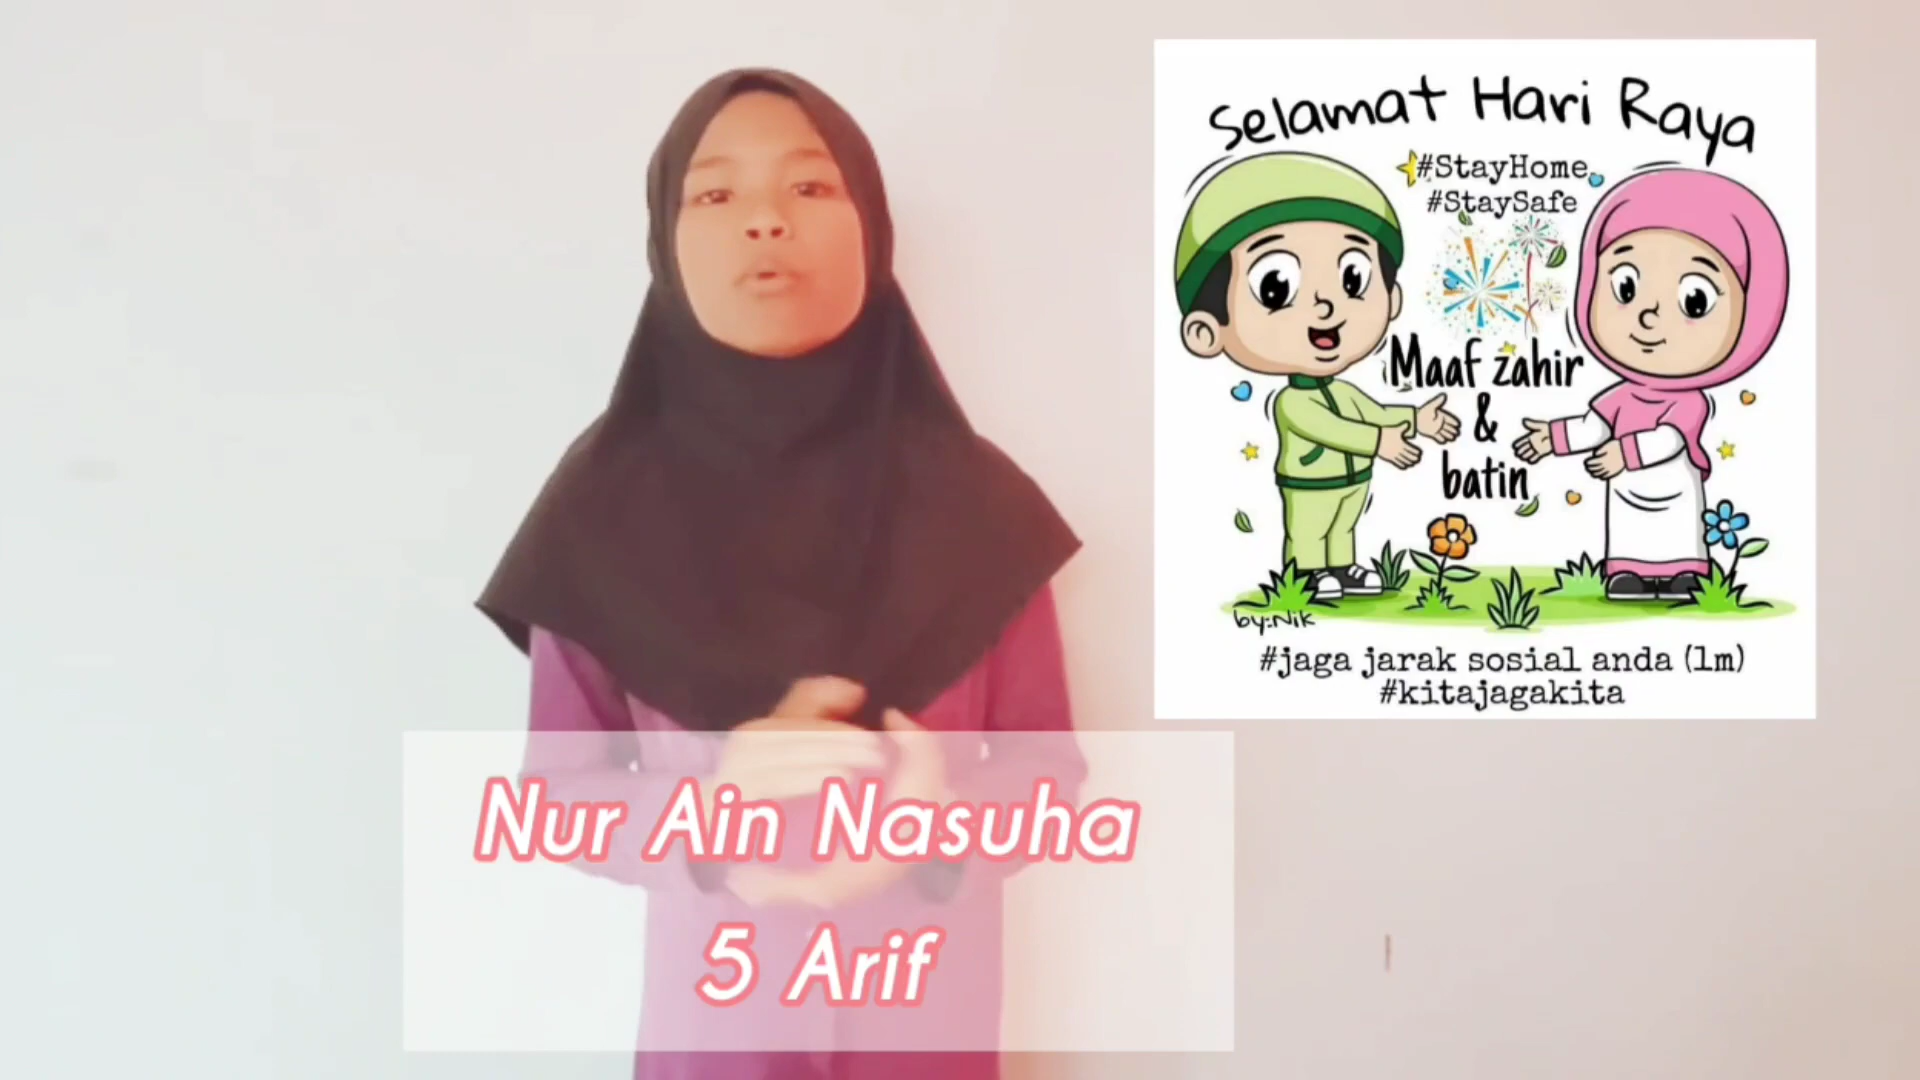 Selamat Hari Raya
#StayHome
#StaySafe
Maaf zahir
&
batin
by:Nik
#jaga jarak sosial anda (1m)
#kitajagakita
Nur Ain Nasuha
5 Arif